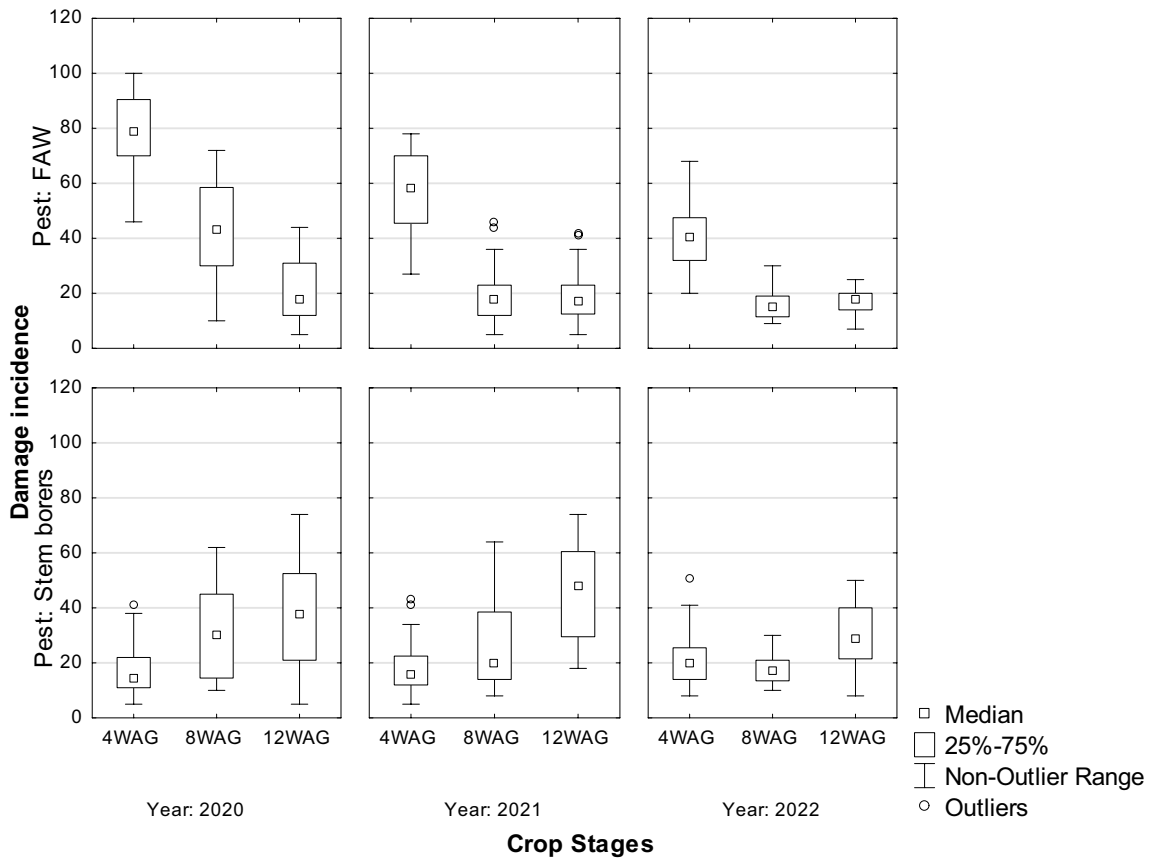 Damage incidence
Pest: FAW
120
100
80
60
40
20
0
Pest: Stem borers
120
100
80
60
40
20
0
4WAG 8WAG 12WAG 4WAG 8WAG 12WAG 4WAG 8WAG 12WAG
Year: 2020 Year: 2021 Year: 2022
Crop Stages
Median
25%-75%
Non-Outlier Range
Outliers